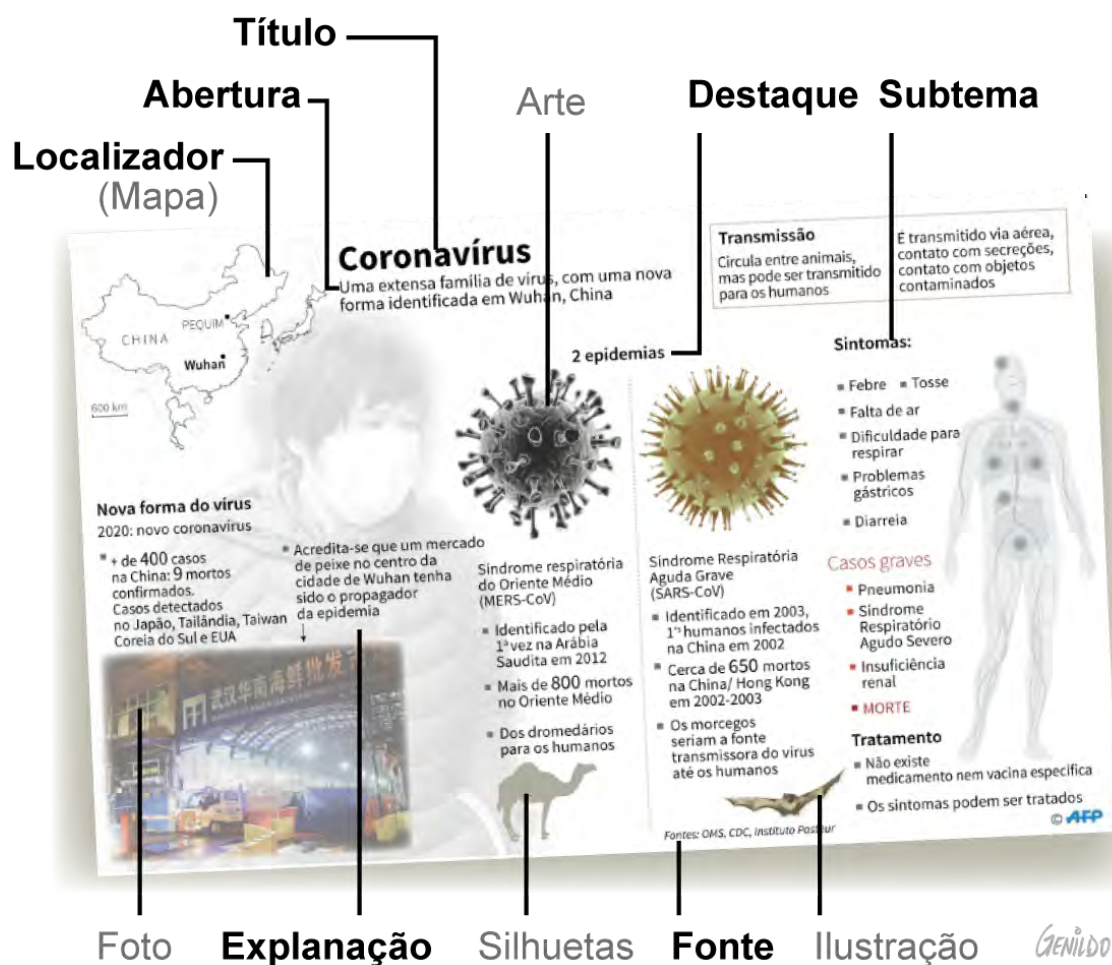 Título
Abertura
Arte
Destaque Subtema
Localizador
(Mapa)
Coronavírus
Uma extensa família de vírus, com uma nova
forma identificada em Wuhan, China
Transmissão
Circula entre animais,
mas pode ser transmitido
para os humanos
É transmitido via aérea,
contato com secreções,
contato com objetos
contaminados
CHINA
PEQUIM
Wuhan
600 km
2 epidemias
Sintomas:
Febre
Tosse
Falta de ar
Dificuldade para
respirar
Problemas
gástricos
Diarreia
Nova forma do vírus
2020: novo coronavírus
+ de 400 casos
na China: 9 mortos
confirmados.
Casos detectados
no Japão, Tailândia, Taiwan
Coreia do Sul e EUA
Acredita-se que um mercado
de peixe no centro da
cidade de Wuhan tenha
sido o propagador
da epidemia
武汉华南海鲜批发
Síndrome respiratória
do Oriente Médio
(MERS-CoV)
Identificado pela
1ª vez na Arábia
Saudita em 2012
Mais de 800 mortos
no Oriente Médio
Dos dromedários
para os humanos
Síndrome Respiratória
Aguda Grave
(SARS-CoV)
Identificado em 2003,
1ºs humanos infectados
na China em 2002
Cerca de 650 mortos
na China/ Hong Kong
em 2002-2003
Os morcegos
seriam a fonte
transmissora do vírus
até os humanos
Casos graves
Pneumonia
Síndrome
Respiratório
Agudo Severo
Insuficiência
renal
MORTE
Tratamento
Não existe
medicamento nem vacina específica
Os sintomas podem ser tratados
Fontes: OMS, CDC, Instituto Pasteur
© AFP
Foto
Explanação
Silhuetas
Fonte
Ilustração
GENILDO